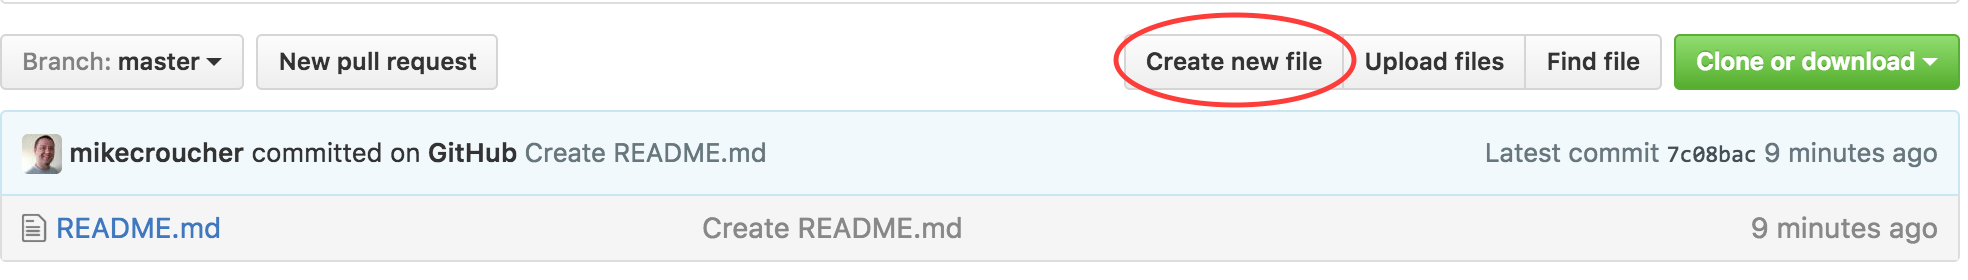 Branch: master New pull request Create new file Upload files Find file Clone or download
mikecroucher committed on GitHub Create README.md Latest commit 7c08bac 9 minutes ago
README.md Create README.md 9 minutes ago